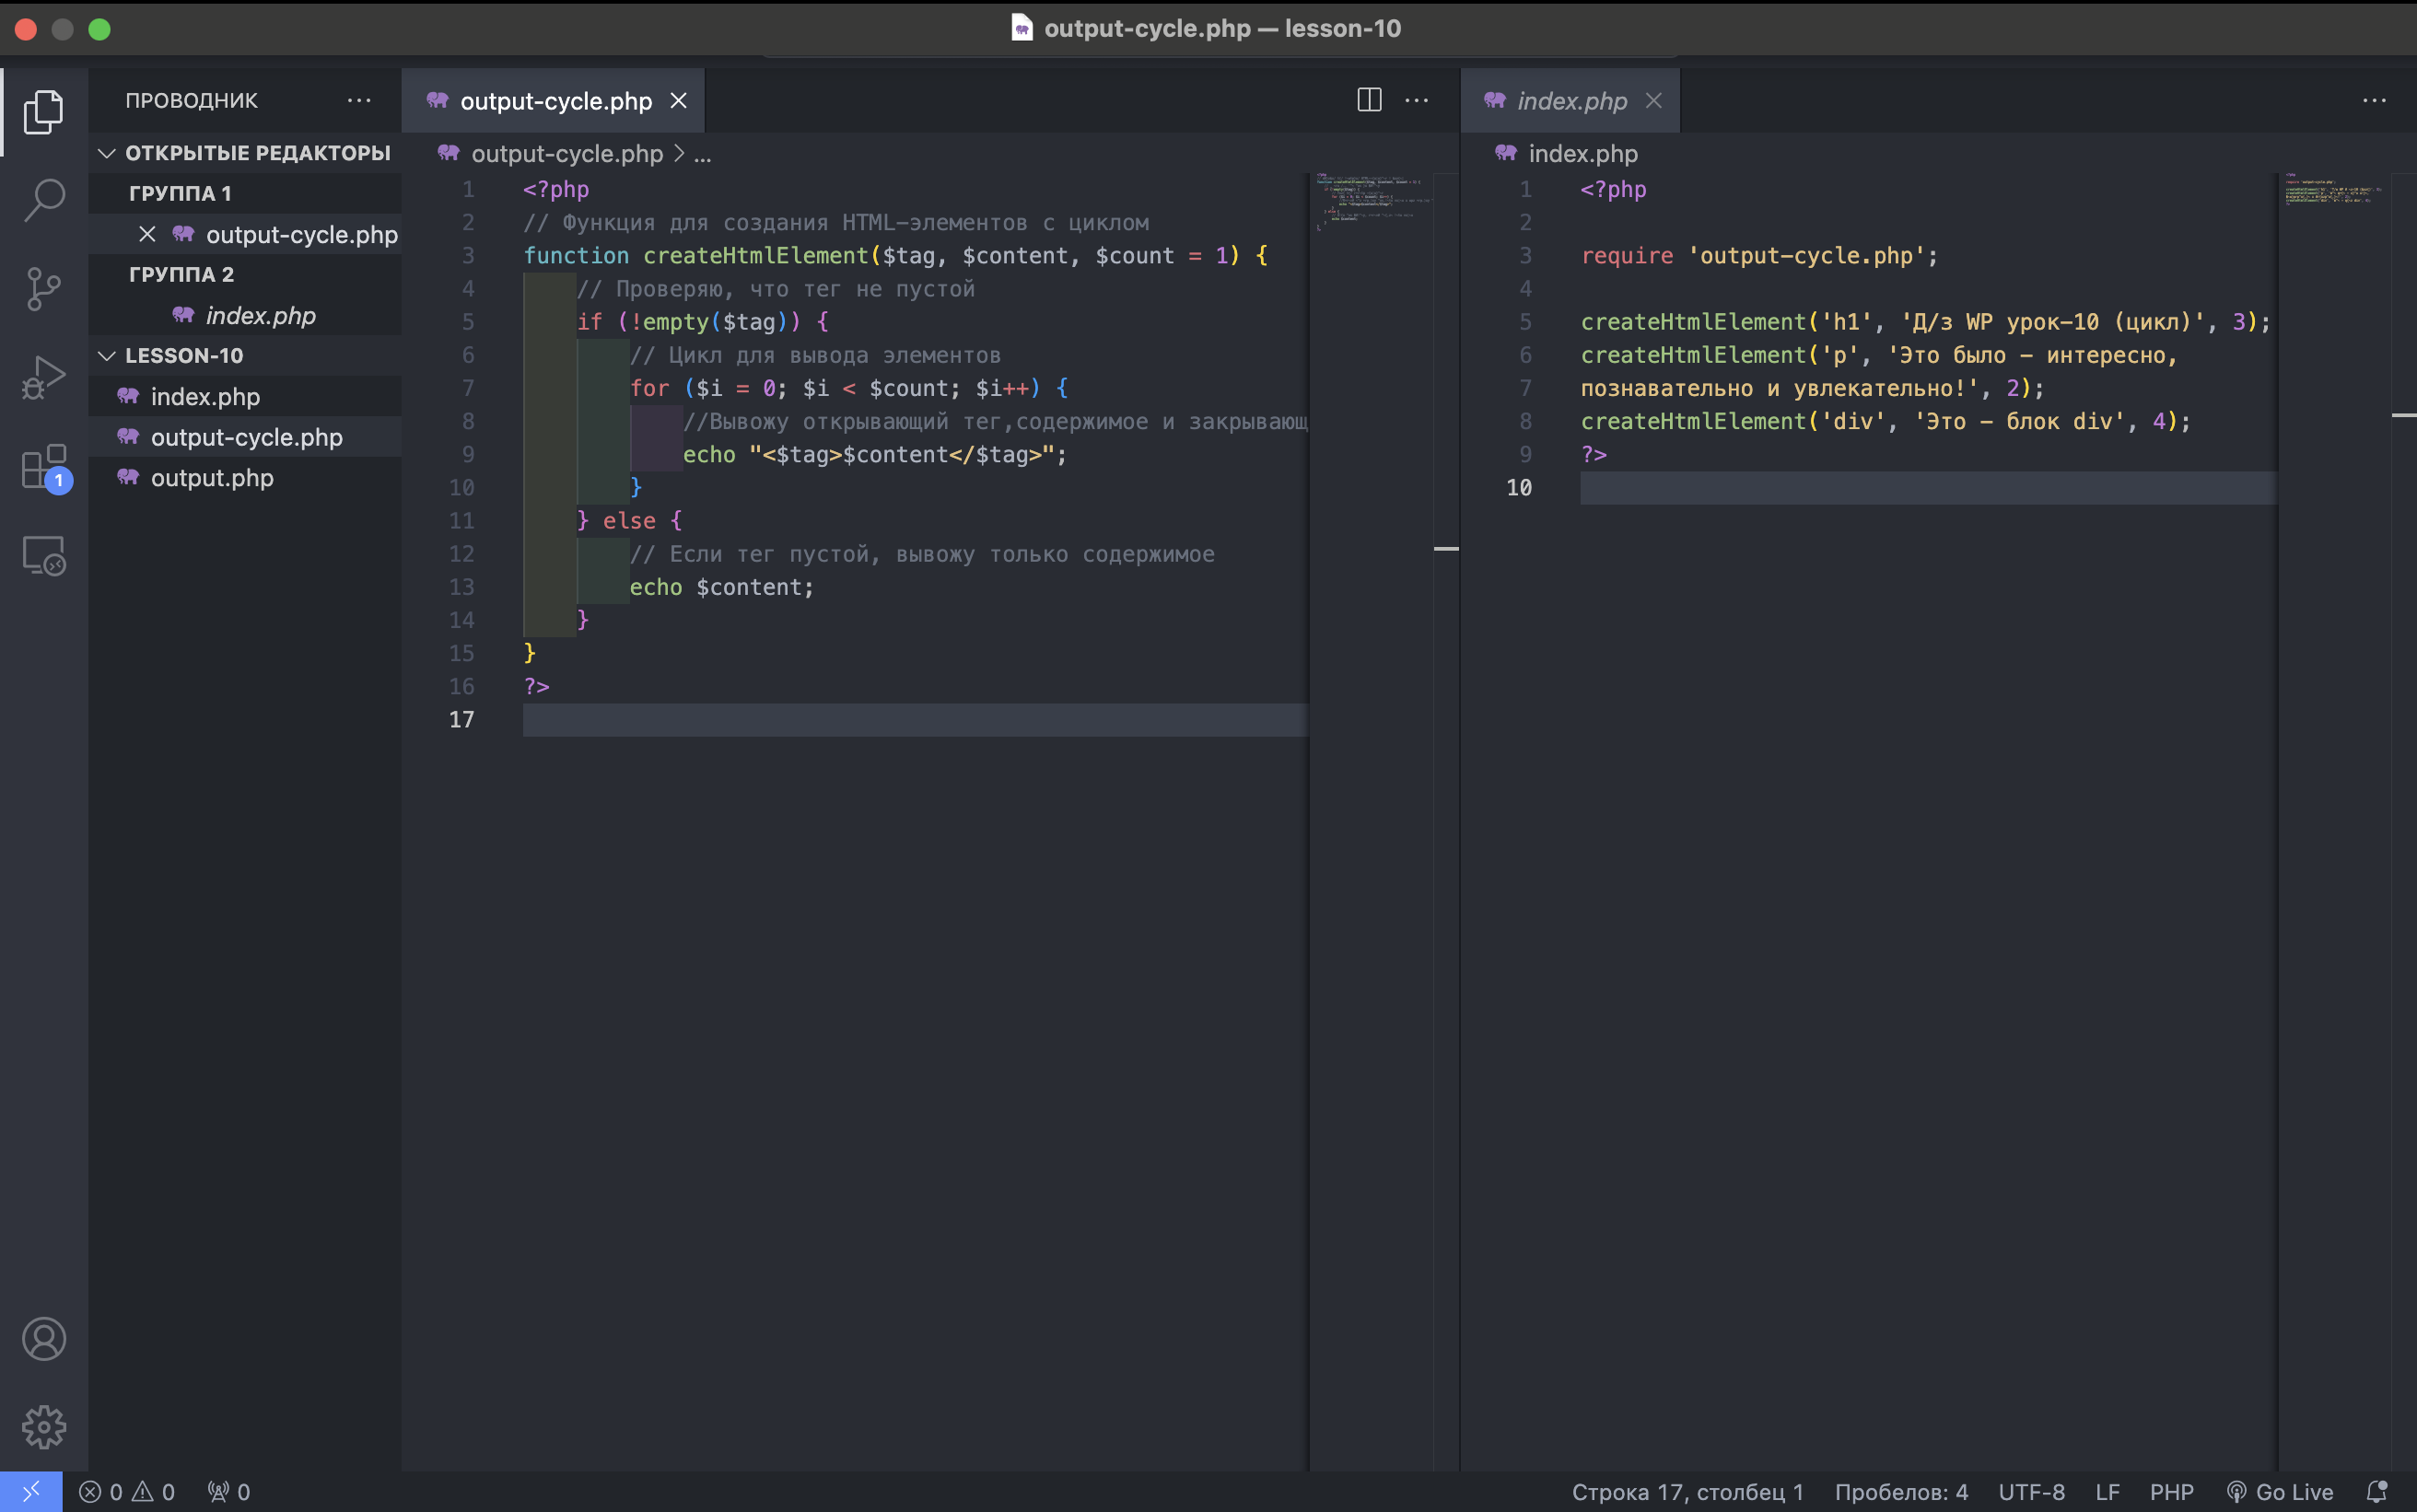 output-cycle.php — lesson-10
ПРОВОДНИК
ОТКРЫТЫЕ РЕДАКТОРЫ
ГРУППА 1
output-cycle.php
ГРУППА 2
index.php
LESSON-10
index.php
output-cycle.php
output.php
1
output-cycle.php
output-cycle.php > ...
1 <?php
2 // Функция для создания HTML-элементов с циклом
3 function createHtmlElement($tag, $content, $count = 1) {
4 // Проверяю, что тег не пустой
5 if (!empty($tag)) {
6 // Цикл для вывода элементов
7 for ($i = 0; $i < $count; $i++) {
8 //Вывожу открывающий тег,содержимое и закрывающ
9 echo "<$tag>$content</$tag>";
10 }
11 } else {
12 // Если тег пустой, вывожу только содержимое
13 echo $content;
14 }
15 }
16 ?>
17
index.php
index.php
1 <?php
2
3 require 'output-cycle.php';
4
5 createHtmlElement('h1', 'Д/з WP урок-10 (цикл)', 3);
6 createHtmlElement('p', 'Это было - интересно,
7 познавательно и увлекательно!', 2);
8 createHtmlElement('div', 'Это - блок div', 4);
9 ?>
10
0 0 0 Строка 17, столбец 1 Пробелов: 4 UTF-8 LF PHP Go Live